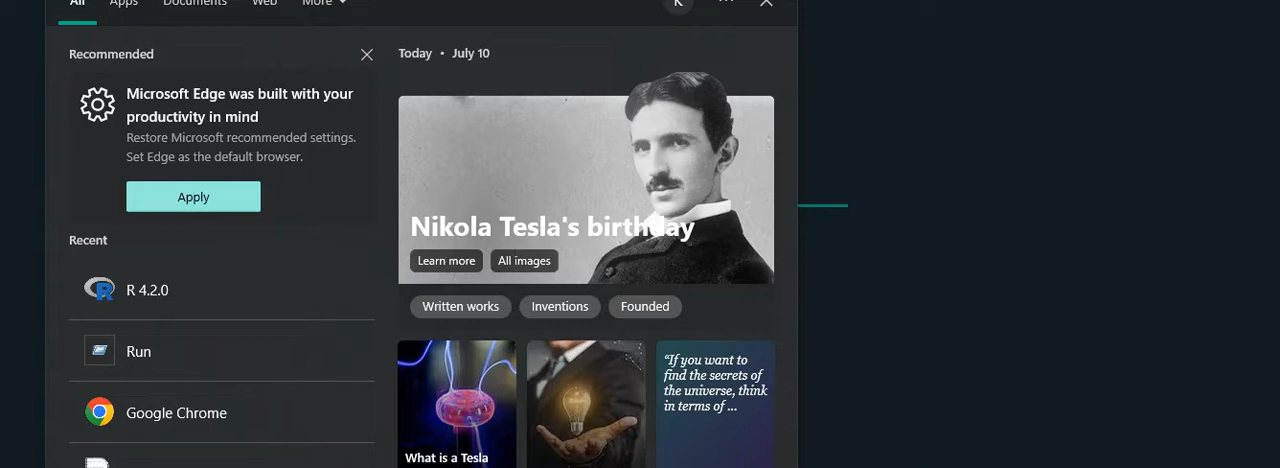 All Apps Documents Web More
K
Recommended
Microsoft Edge was built with your
productivity in mind
Restore Microsoft recommended settings.
Set Edge as the default browser.
Apply
Recent
R 4.2.0
Run
Google Chrome
Today • July 10
Nikola Tesla's birthday
Learn more All images
Written works Inventions Founded
What is a Tesla
“If you want to
find the secrets of
the universe, think
in terms of ...